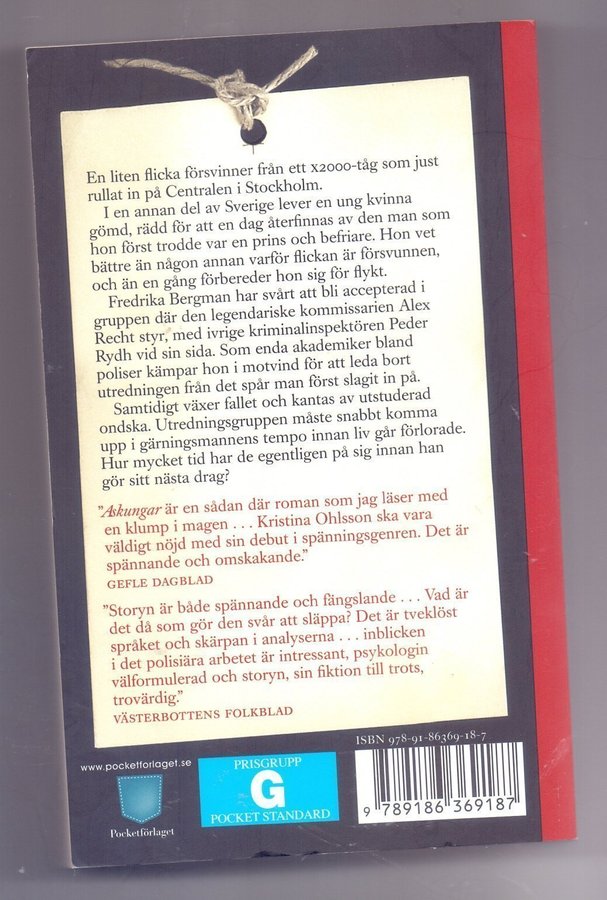 En liten flicka försvinner från ett x2000-tåg som just
rullat in på Centralen i Stockholm.
I en annan del av Sverige lever en ung kvinna
gömd, rädd för att en dag återfinnas av den man som
hon först trodde var en prins och befriare. Hon vet
bättre än någon annan varför flickan är försvunnen,
och än en gång förbereder hon sig för flykt.
Fredrika Bergman har svårt att bli accepterad i
gruppen där den legendariske kommissarien Alex
Recht styr, med ivrige kriminalinspektören Peder
Rydh vid sin sida. Som enda akademiker bland
poliser kämpar hon i motvind för att leda bort
utredningen från det spår man först slagit in på.
Samtidigt växer fallet och kantas av utstuderad
ondska. Utredningsgruppen måste snabbt komma
upp i gärningsmannens tempo innan liv går förlorade.
Hur mycket tid har de egentligen på sig innan han
gör sitt nästa drag?
"Askungar är en sådan där roman som jag läser med
en klump i magen . . . Kristina Ohlsson ska vara
väldigt nöjd med sin debut i spänningsgenren. Det är
spännande och omskakande."
GEFLE DAGBLAD
"Storyn är både spännande och fängslande . . . Vad är
det då som gör den svår att släppa? Det är tveklöst
språket och skärpan i analyserna . . . inblicken
i det polisiära arbetet är intressant, psykologin
välformulerad och storyn, sin fiktion till trots,
trovärdig."
VÄSTERBOTTENS FOLKBLAD
ISBN 978-91-86369-18-7
www.pocketforlaget.se
Pocketförlaget
PRISGRUPP
G
POCKET STANDARD
9 789186 369187